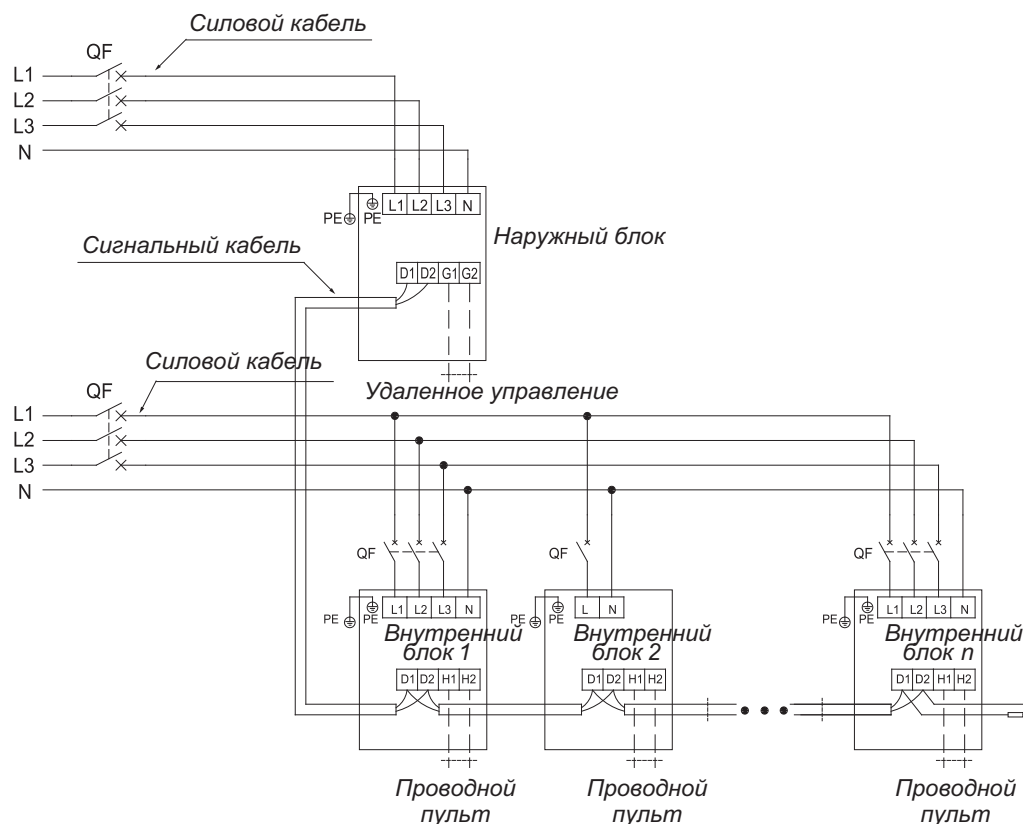 Силовой кабель
QF
L1
L2
L3
N
PE PE L1 L2 L3 N
Наружный блок
Сигнальный кабель
D1 D2 G1 G2
Силовой кабель
Удаленное управление
QF
L1
L2
L3
N
QF QF QF
PE PE L1 L2 L3 N PE PE L N PE PE L1 L2 L3 N
Внутренний Внутренний Внутренний
блок 1 блок 2 блок n
D1 D2 H1 H2 D1 D2 H1 H2 D1 D2 H1 H2
Проводной Проводной Проводной
пульт пульт пульт